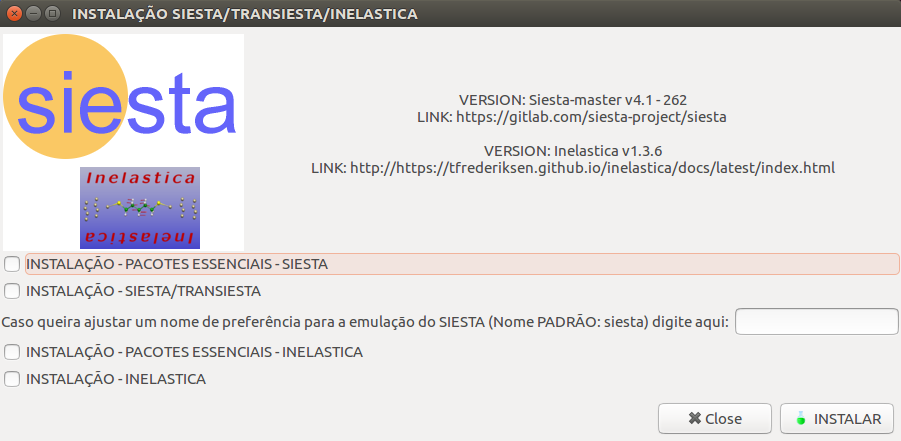 INSTALAÇÃO SIESTA/TRANSIESTA/INELASTICA
siesta
Inelastica
Inelastica
VERSION: Siesta-master v4.1 - 262
LINK: https://gitlab.com/siesta-project/siesta
VERSION: Inelastica v1.3.6
LINK: http://https://tfrederiksen.github.io/inelastica/docs/latest/index.html
INSTALAÇÃO - PACOTES ESSENCIAIS - SIESTA
INSTALAÇÃO - SIESTA/TRANSIESTA
Caso queira ajustar um nome de preferência para a emulação do SIESTA (Nome PADRÃO: siesta) digite aqui:
INSTALAÇÃO - PACOTES ESSENCIAIS - INELASTICA
INSTALAÇÃO - INELASTICA
Close
INSTALAR